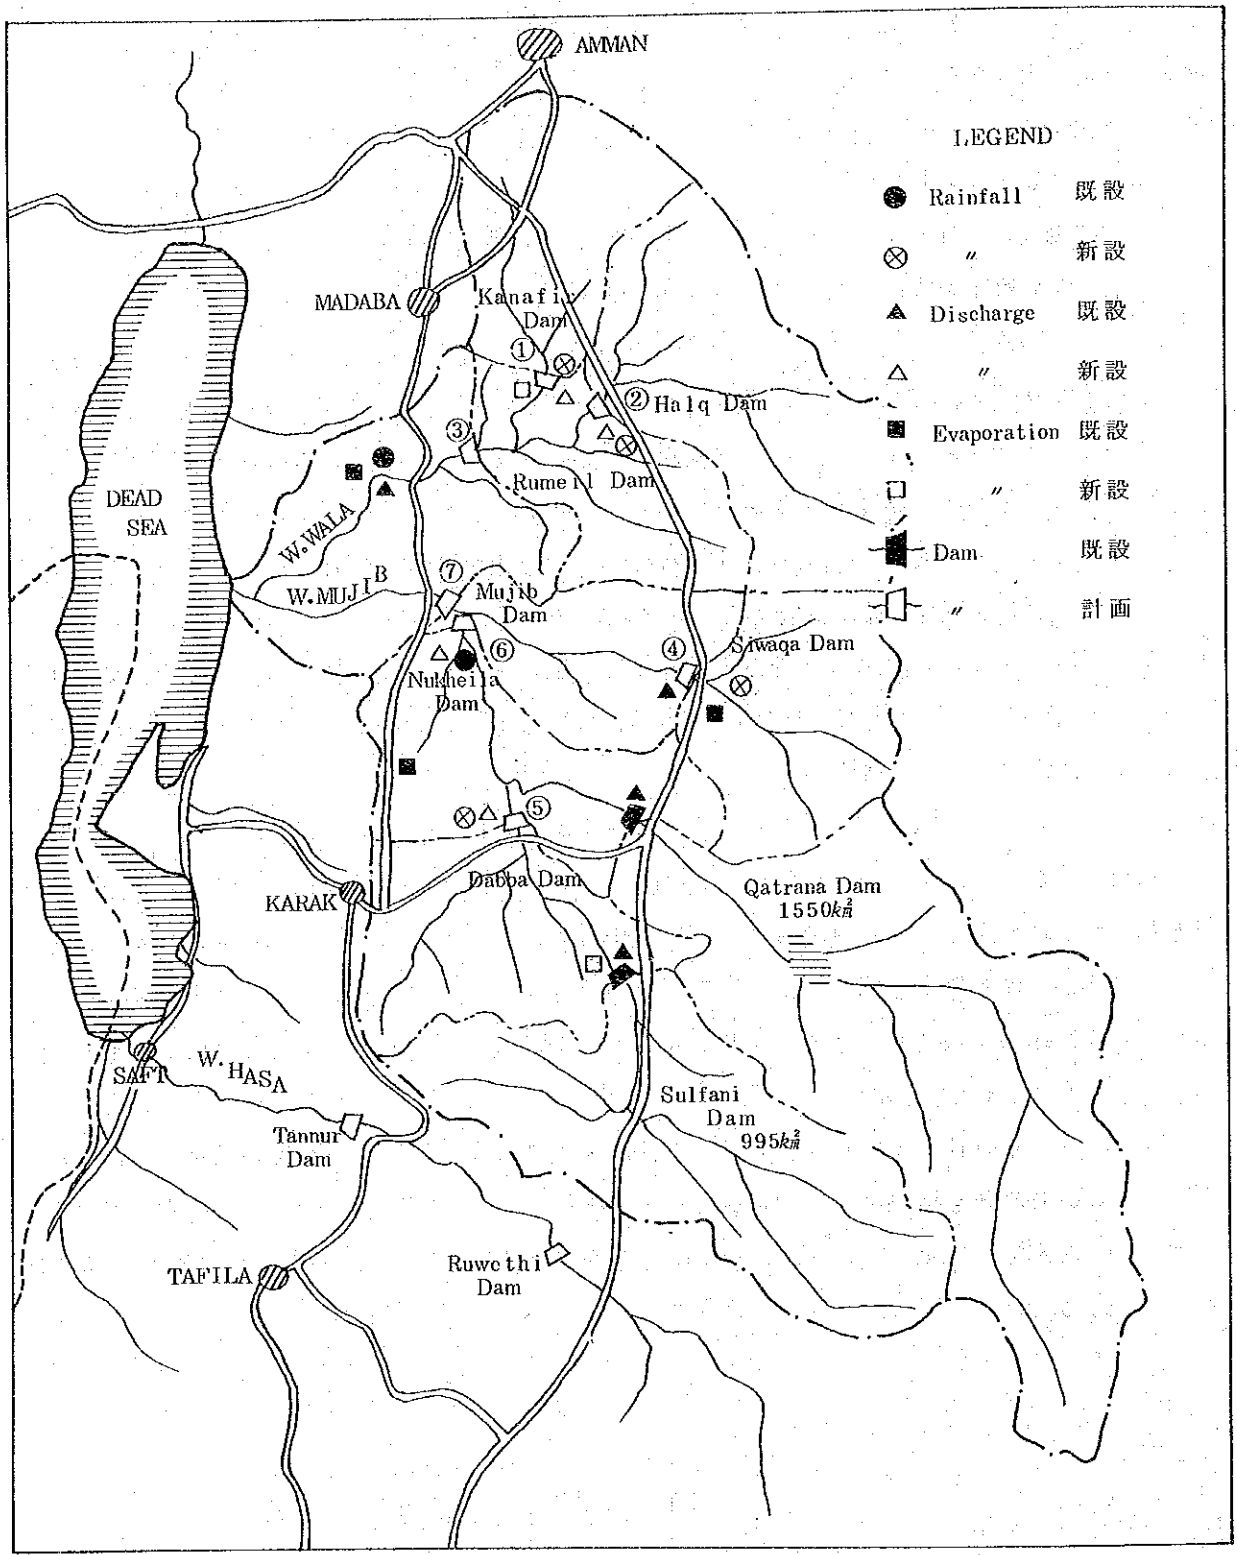 AMMAN
LEGEND
Rainfall 既設
〃 新設
Discharge 既設
〃 新設
Evaporation 既設
〃 新設
Dam 既設
〃 計画
MADABA
Kanafir
Dam
①
②
Halq Dam
③
Rumeil Dam
DEAD
SEA
W.WALA
W.MUJIB
⑦
Mujib
Dam
④
Siwaqa Dam
⑥
Nukheila
Dam
⑤
Dabba Dam
Qatrana Dam
1550km²
KARAK
SAFI
W.HASA
Sulfani
Dam
995km²
Tannur
Dam
Ruwethi
Dam
TAFILA